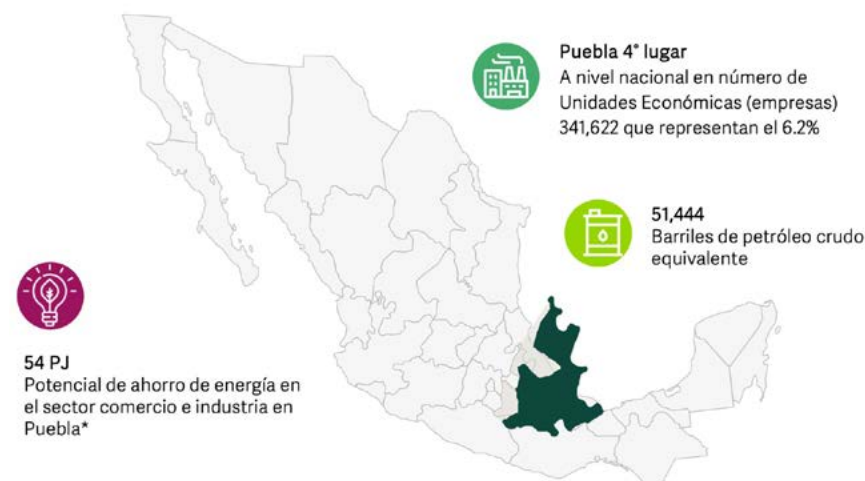 Puebla 4° lugar
A nivel nacional en número de
Unidades Económicas (empresas)
341,622 que representan el 6.2%
51,444
Barriles de petróleo crudo
equivalente
54 PJ
Potencial de ahorro de energía en
el sector comercio e industria en
Puebla*